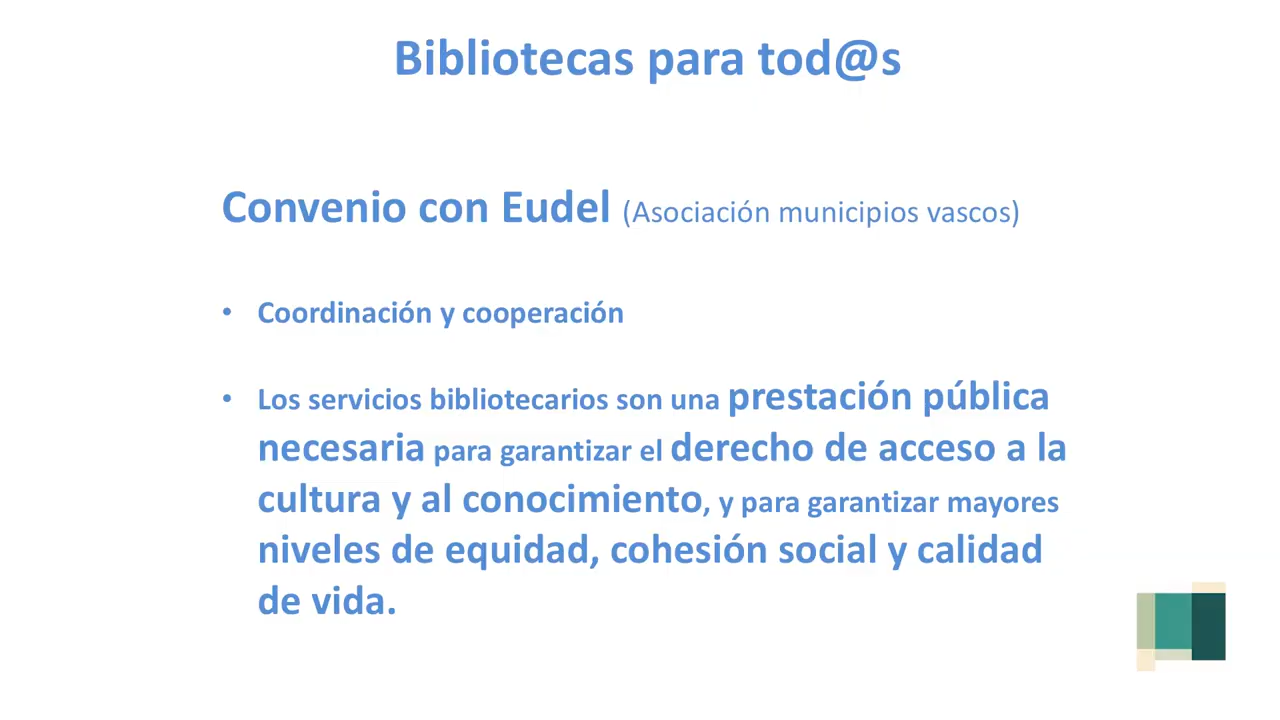 Bibliotecas para tod@s
Convenio con Eudel (Asociación municipios vascos)
• Coordinación y cooperación
• Los servicios bibliotecarios son una prestación pública
necesaria para garantizar el derecho de acceso a la
cultura y al conocimiento, y para garantizar mayores
niveles de equidad, cohesión social y calidad
de vida.